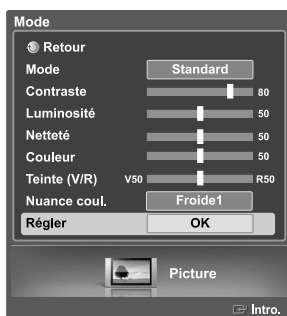 Mode
Retour
Mode Standard
Contraste 80
Luminosité 50
Netteté 50
Couleur 50
Teinte (V/R) V50 R50
Nuance coul. Froide1
Régler OK
Picture
Intro.